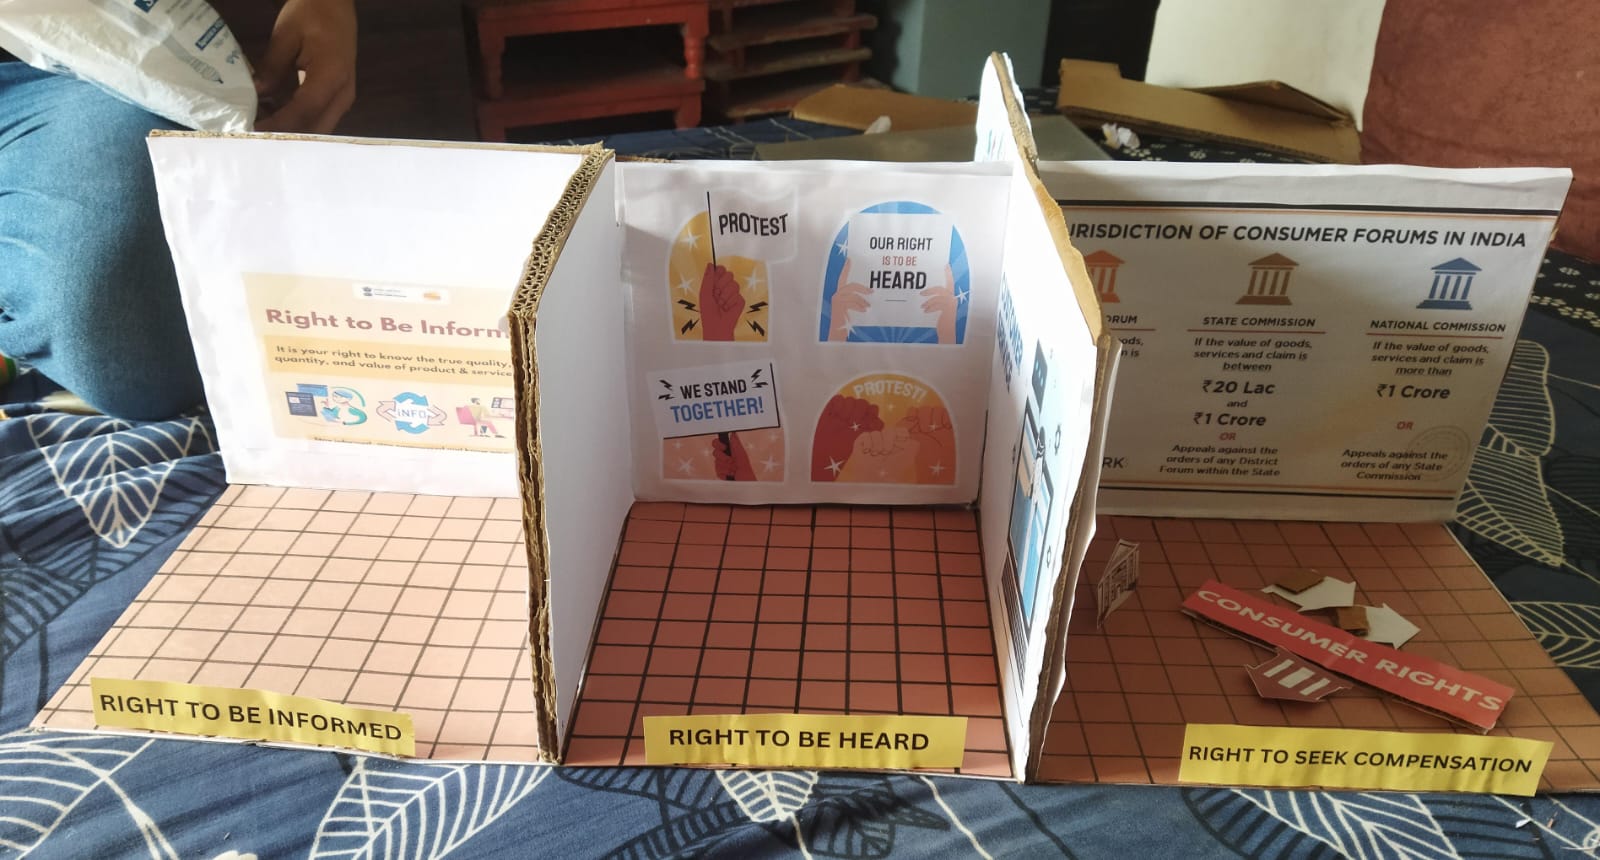 Right to Be Inform
It is your right to know the true quality,
quantity, and value of product & service
INFO
RIGHT TO BE INFORMED
PROTEST
OUR RIGHT
IS TO BE
HEARD
WE STAND
TOGETHER!
PROTEST!
RIGHT TO BE HEARD
JRISDICTION OF CONSUMER FORUMS IN INDIA
ORUM
oods,
m is
RK:
STATE COMMISSION
If the value of goods,
services and claim is
between
₹20 Lac
and
₹1 Crore
OR
Appeals against the
orders of any District
Forum within the State
NATIONAL COMMISSION
If the value of goods,
services and claim is
more than
₹1 Crore
OR
Appeals against the
orders of any State
Commission
CONSUMER RIGHTS
RIGHT TO SEEK COMPENSATION